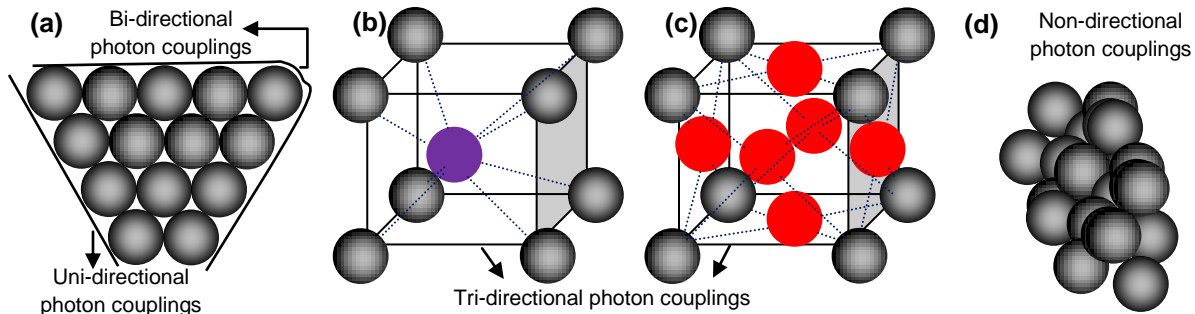 (a)
Bi-directional
photon couplings
Uni-directional
photon couplings
(b)
(c)
Tri-directional photon couplings
(d)
Non-directional
photon couplings